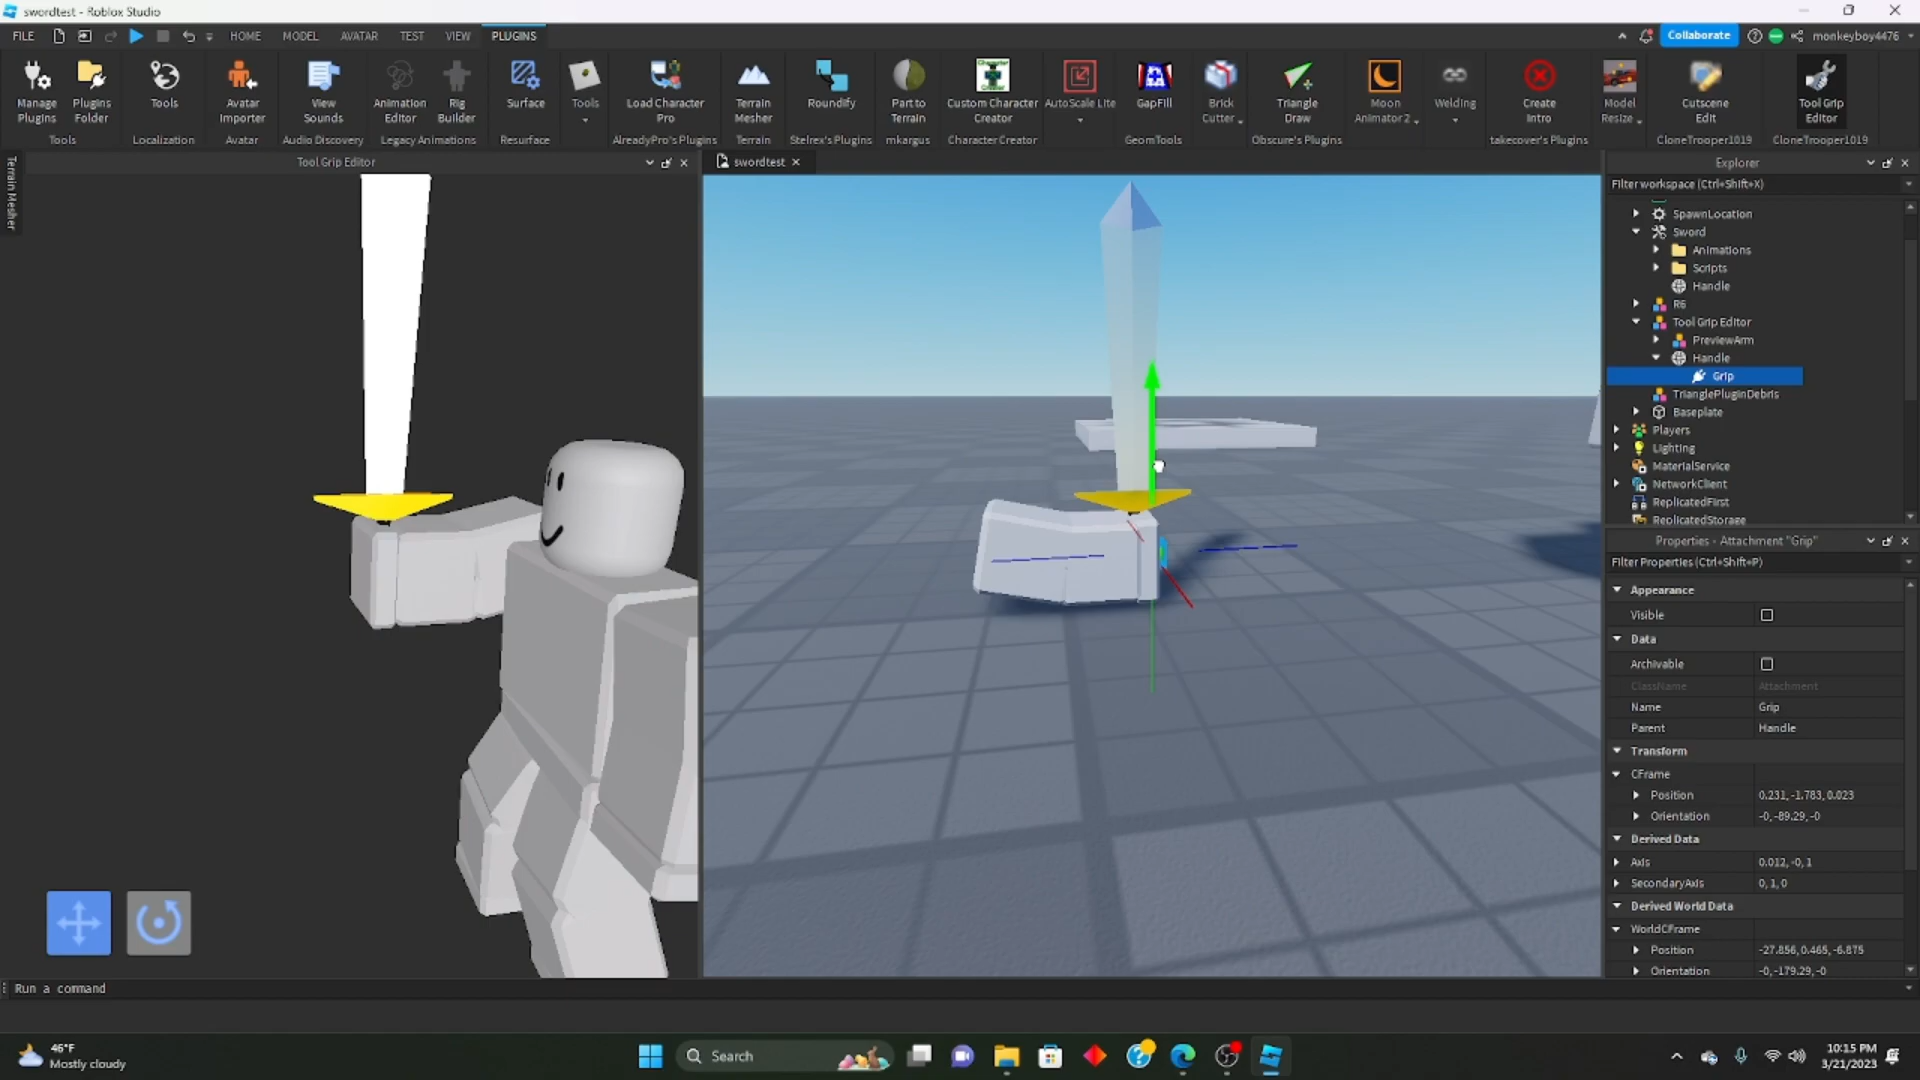 swordtest - Roblox Studio
FILE HOME MODEL AVATAR TEST VIEW PLUGINS Collaborate monkeyboy4476
Manage Plugins
Plugins Folder
Tools
Avatar Importer
View Sounds
Animation Editor
Rig Builder
Surface
Tools
Load Character Pro
Terrain Mesher
Roundify
Part to Terrain
Custom Character Creator
AutoScale Lite
GapFill
Brick Cutter
Triangle Draw
Moon Animator 2
Welding
Create Intro
Model Resize
Cutscene Edit
Tool Grip Editor
Tools Localization Avatar Audio Discovery Legacy Animations Resurface AlreadyPro's Plugins Terrain Stelrex's Plugins mkargus Character Creator GeomTools Obscure's Plugins takeover's Plugins CloneTrooper1019 CloneTrooper1019
Terrain Mesher
Tool Grip Editor
swordtest
Explorer
Filter workspace (Ctrl+Shift+X)
SpawnLocation
Sword
Animations
Scripts
Handle
R6
Tool Grip Editor
PreviewArm
Handle
Grip
TrianglePluginDebris
Baseplate
Players
Lighting
MaterialService
NetworkClient
ReplicatedFirst
ReplicatedStorage
Properties - Attachment "Grip"
Filter Properties (Ctrl+Shift+P)
Appearance
Visible
Data
Archivable
ClassName Attachment
Name Grip
Parent Handle
Transform
CFrame
Position 0.231, -1.783, 0.023
Orientation -0, -89.29, -0
Derived Data
Axis 0.012, -0, 1
SecondaryAxis 0, 1, 0
Derived World Data
WorldCFrame
Position -27.856, 0.465, -6.875
Orientation -0, -179.29, -0
Run a command
46°F
Mostly cloudy
Search
10:15 PM
3/21/2023